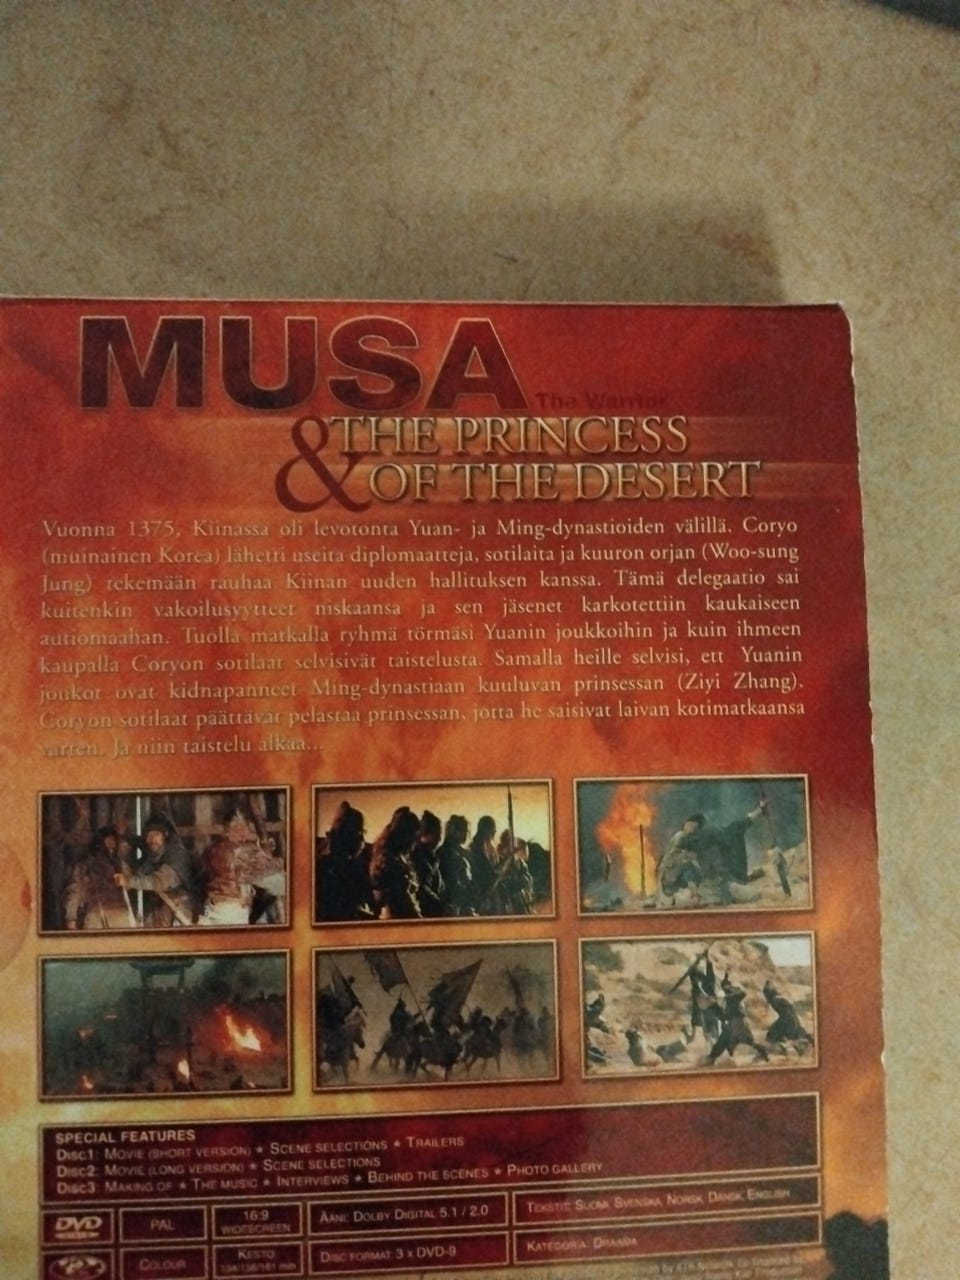 MUSA
The Warrior
& THE PRINCESS
OF THE DESERT
Vuonna 1375, Kiinassa oli levotonta Yuan- ja Ming-dynastioiden välillä. Coryo
(muinainen Korea) lähetti useita diplomaatteja, sotilaita ja kuuron orjan (Woo-sung
Jung) tekemään rauhaa Kiinan uuden hallituksen kanssa. Tämä delegaatio sai
kuitenkin vakoilusyytteet niskaansa ja sen jäsenet karkotettiin kaukaiseen
autiomaahan. Tuolla matkalla ryhmä törmäsi Yuanin joukkoihin ja kuin ihmeen
kaupalla Coryon sotilaat selvisivät taistelusta. Samalla heille selvisi, ett Yuanin
joukot ovat kidnapanneet Ming-dynastiaan kuuluvan prinsessan (Ziyi Zhang).
Coryon sotilaat päättävät pelastaa prinsessan, jotta he saisivat laivan kotimatkaansa
varten. Ja niin taistelu alkaa...
SPECIAL FEATURES
DISC1: MOVIE (SHORT VERSION) ★ SCENE SELECTIONS ★ TRAILERS
DISC2: MOVIE (LONG VERSION) ★ SCENE SELECTIONS
DISC3: MAKING OF ★ THE MUSIC ★ INTERVIEWS ★ BEHIND THE SCENES ★ PHOTO GALLERY
DVD
PAL
16:9
WIDESCREEN
ÄÄNI: DOLBY DIGITAL 5.1 / 2.0
TEKSTIT: SUOMI, SVENSKA, NORSK, DANSK, ENGLISH
COLOUR
KESTO
134/156/161 min
DISC FORMAT: 3 x DVD-9
KATEGORIA: DRAAMA